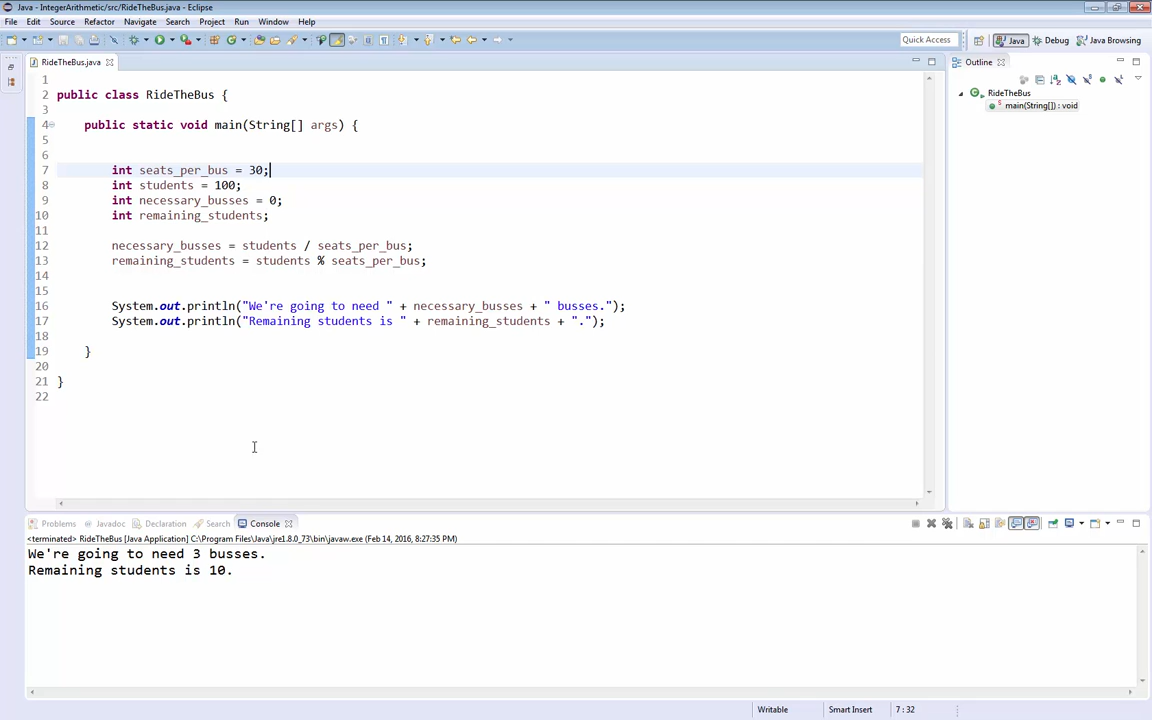 Java - IntegerArithmetic/src/RideTheBus.java - Eclipse
File Edit Source Refactor Navigate Search Project Run Window Help
Quick Access Java Debug Java Browsing
RideTheBus.java
Outline
1
2 public class RideTheBus {
3
4 public static void main(String[] args) {
5
6
7 int seats_per_bus = 30;
8 int students = 100;
9 int necessary_busses = 0;
10 int remaining_students;
11
12 necessary_busses = students / seats_per_bus;
13 remaining_students = students % seats_per_bus;
14
15
16 System.out.println("We're going to need " + necessary_busses + " busses.");
17 System.out.println("Remaining students is " + remaining_students + ".");
18
19 }
20
21 }
22
RideTheBus
main(String[]) : void
Problems Javadoc Declaration Search Console
<terminated> RideTheBus [Java Application] C:\Program Files\Java\jre1.8.0_73\bin\javaw.exe (Feb 14, 2016, 8:27:35 PM)
We're going to need 3 busses.
Remaining students is 10.
Writable Smart Insert 7 : 32